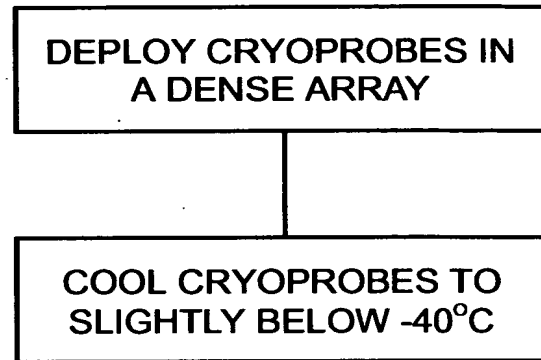 DEPLOY CRYOPROBES IN
A DENSE ARRAY
COOL CRYOPROBES TO
SLIGHTLY BELOW -40°C